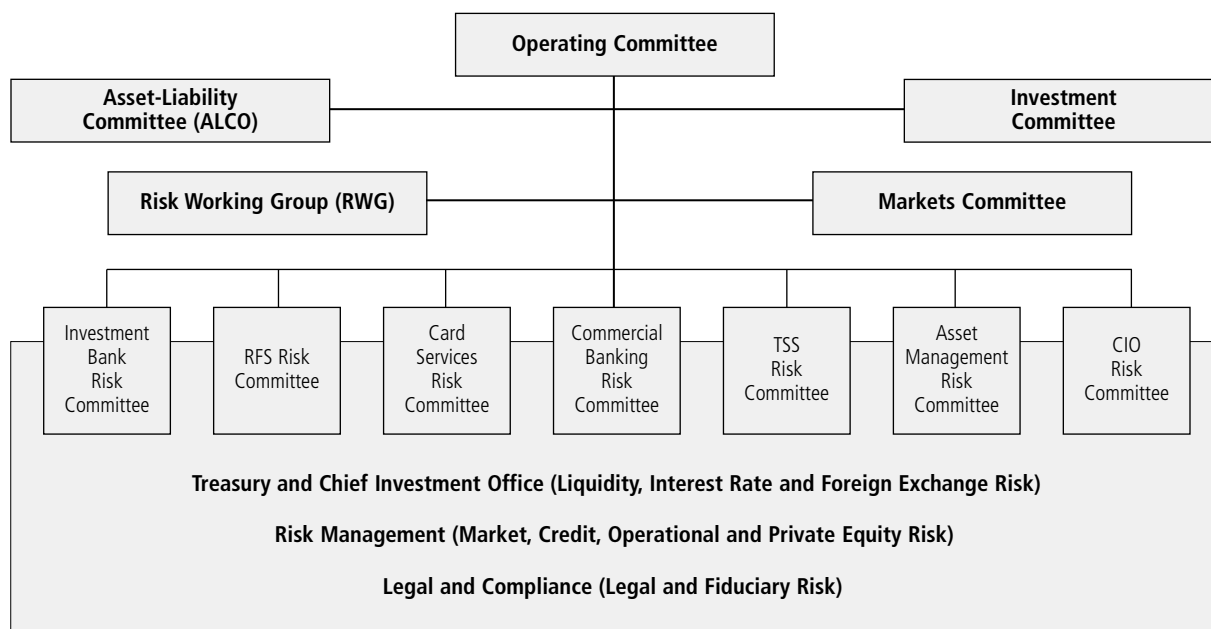 Operating Committee
Asset-Liability
Committee (ALCO)
Investment
Committee
Risk Working Group (RWG)
Markets Committee
Investment
Bank
Risk
Committee
RFS Risk
Committee
Card
Services
Risk
Committee
Commercial
Banking
Risk
Committee
TSS
Risk
Committee
Asset
Management
Risk
Committee
CIO
Risk
Committee
Treasury and Chief Investment Office (Liquidity, Interest Rate and Foreign Exchange Risk)
Risk Management (Market, Credit, Operational and Private Equity Risk)
Legal and Compliance (Legal and Fiduciary Risk)